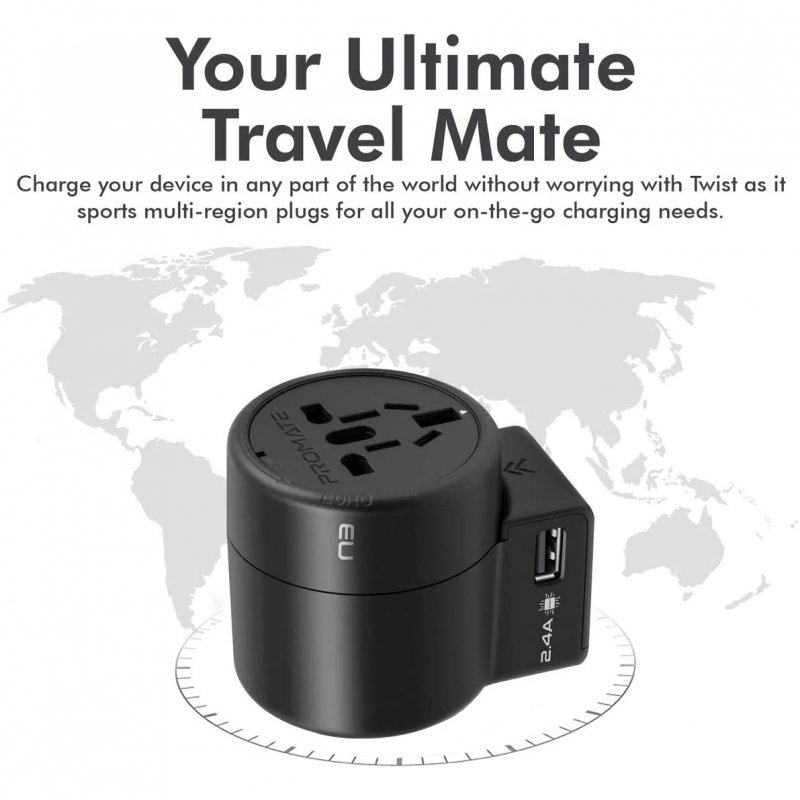 Your Ultimate
Travel Mate
Charge your device in any part of the world without worrying with Twist as it
sports multi-region plugs for all your on-the-go charging needs.
PROMATE
EURO
EU
2.4A